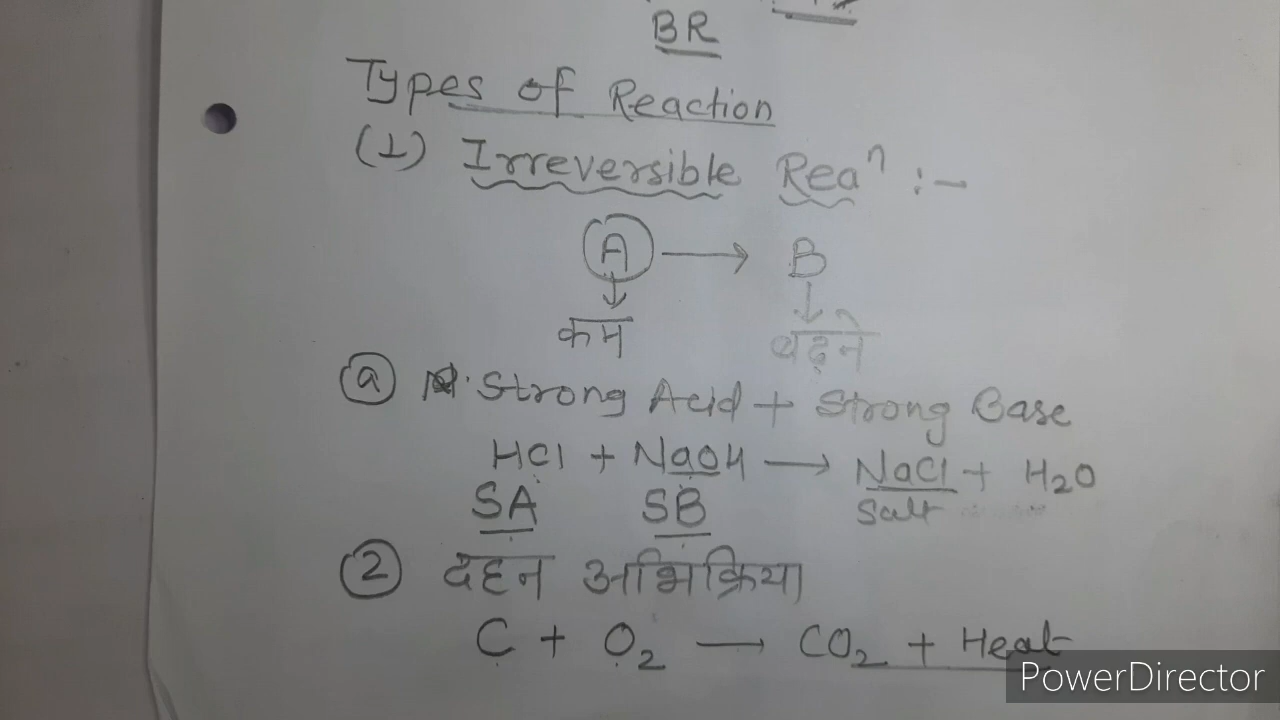 BR
Types of Reaction
(1) Irreversible Reaⁿ :-
A → B
↓ ↓
कम बढ़ने
(a) Strong Acid + Strong Base
HCl + NaOH → NaCl + H₂O
SA SB Salt
(2) दहन अभिक्रिया
C + O₂ → CO₂ + Heat
PowerDirector